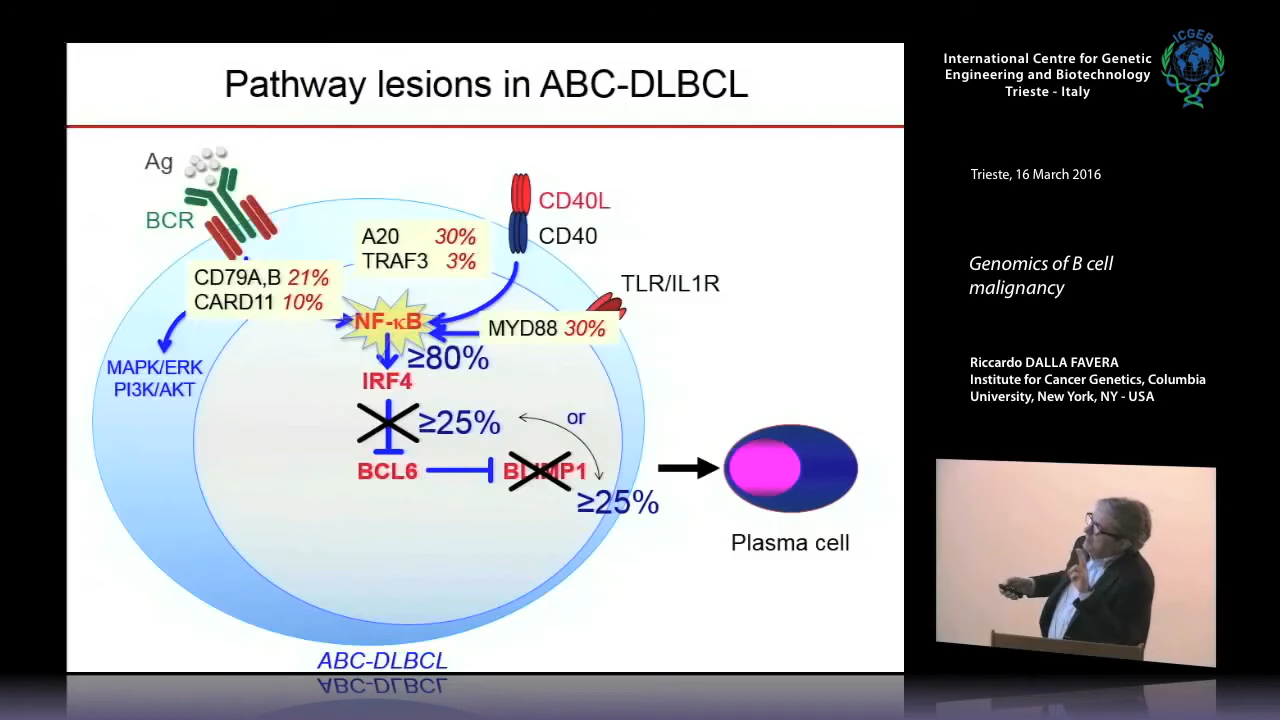 Pathway lesions in ABC-DLBCL
Ag
BCR
CD40L
CD40
A20 30%
TRAF3 3%
CD79A,B 21%
CARD11 10%
TLR/IL1R
NF-κB
MYD88 30%
≥80%
MAPK/ERK
PI3K/AKT
IRF4
≥25%
or
BCL6
BLIMP1
≥25%
Plasma cell
ABC-DLBCL
ABC-DLBCL
International Centre for Genetic
Engineering and Biotechnology
Trieste - Italy
ICGEB
Trieste, 16 March 2016
Genomics of B cell
malignancy
Riccardo DALLA FAVERA
Institute for Cancer Genetics, Columbia
University, New York, NY - USA